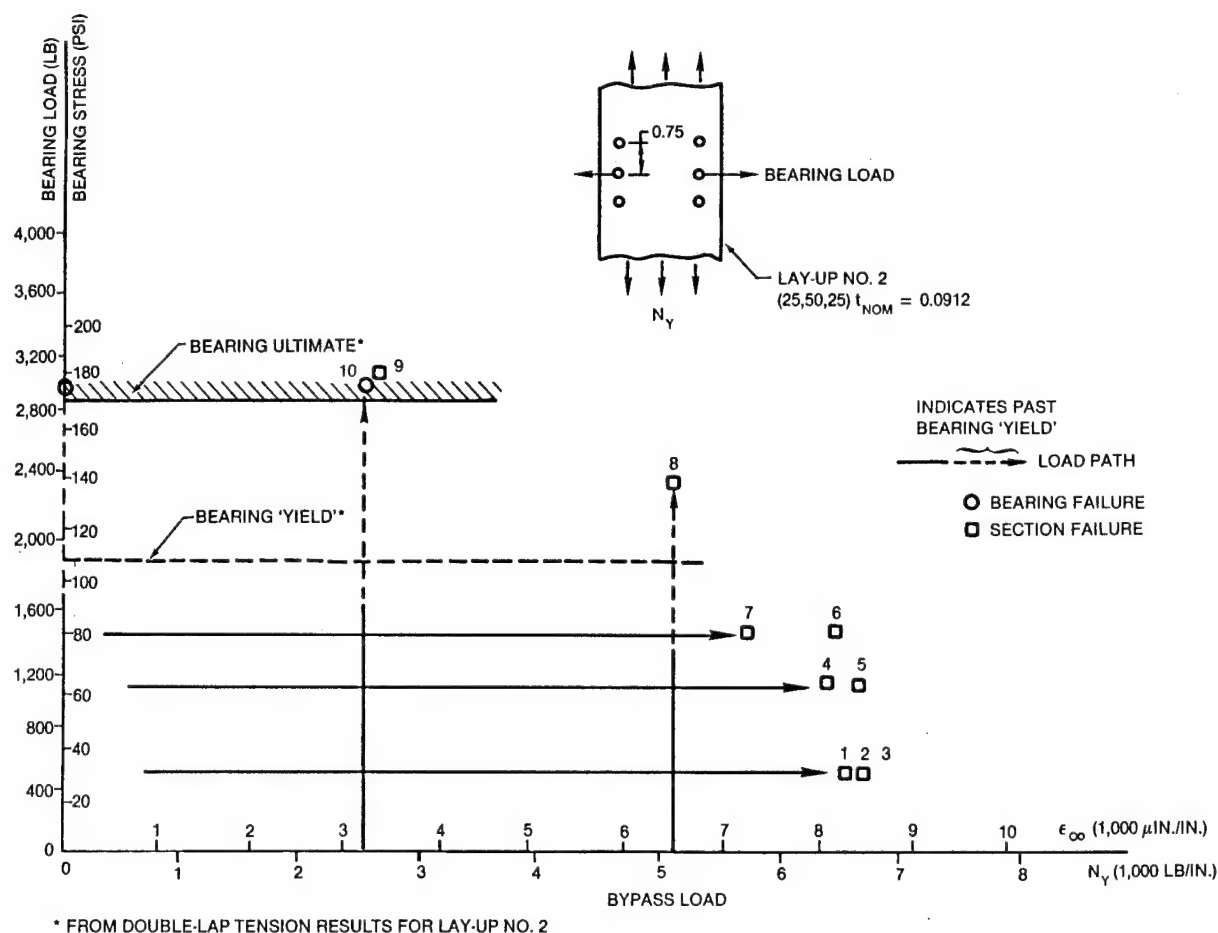 BEARING LOAD (LB)
BEARING STRESS (PSI)
4,000
3,600
3,200
2,800
2,400
2,000
1,600
1,200
800
400
0
200
180
160
140
120
100
80
60
40
20
0.75
BEARING LOAD
LAY-UP NO. 2
(25,50,25) t_NOM = 0.0912
N_Y
BEARING ULTIMATE*
10
9
8
BEARING 'YIELD'*
INDICATES PAST
BEARING 'YIELD'
LOAD PATH
BEARING FAILURE
SECTION FAILURE
7
6
4
5
1 2 3
1 2 3 4 5 6 7 8 9 10 ϵ∞ (1,000 μIN./IN.)
0 1 2 3 4 5 6 7 8 N_Y (1,000 LB/IN.)
BYPASS LOAD
* FROM DOUBLE-LAP TENSION RESULTS FOR LAY-UP NO. 2